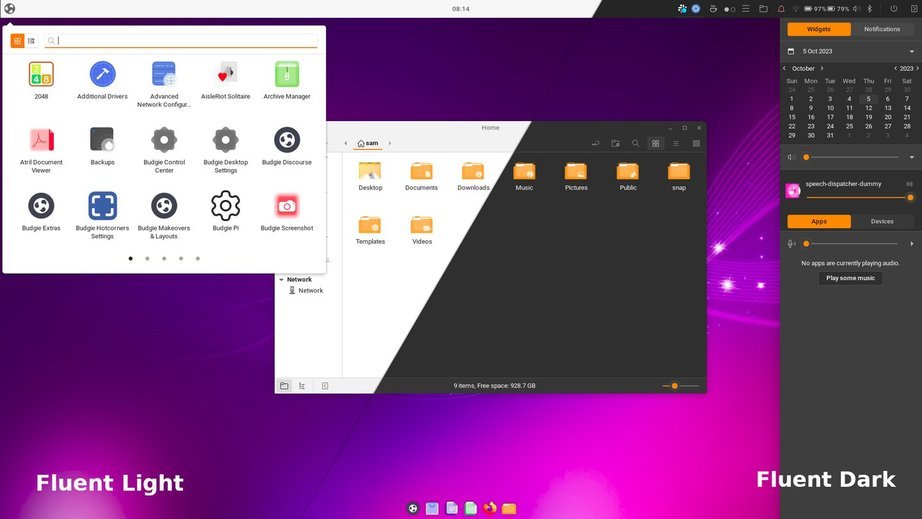 08:14
97%
79%
2048
Additional Drivers
Advanced
Network Configur...
AisleRiot Solitaire
Archive Manager
Atril Document
Viewer
Backups
Budgie Control
Center
Budgie Desktop
Settings
Budgie Discourse
Budgie Extras
Budgie Hotcorners
Settings
Budgie Makeovers
& Layouts
Budgie Pi
Budgie Screenshot
Home
sam
Desktop
Documents
Downloads
Music
Pictures
Public
snap
Templates
Videos
Network
Network
9 items, Free space: 928.7 GB
Widgets
Notifications
5 Oct 2023
October
2023
Sun Mon Tue Wed Thu Fri Sat
24 25 26 27 28 29 30
1 2 3 4 5 6 7
8 9 10 11 12 13 14
15 16 17 18 19 20 21
22 23 24 25 26 27 28
29 30 31 1 2 3 4
speech-dispatcher-dummy
Apps
Devices
No apps are currently playing audio.
Play some music
Fluent Light
Fluent Dark